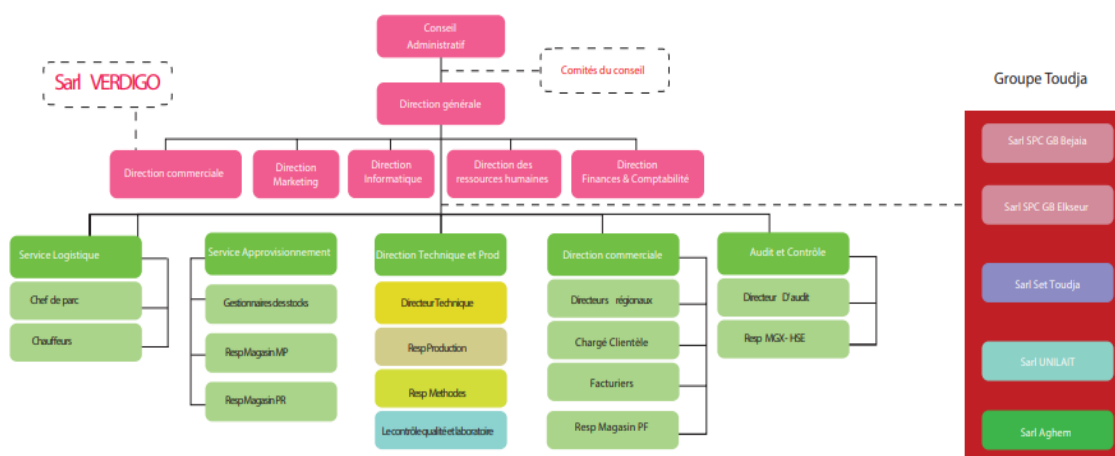 Conseil
Administratif
Comités du conseil
Sarl VERDIGO
Direction générale
Groupe Toudja
Direction commerciale
Direction
Marketing
Direction
Informatique
Direction des
ressources humaines
Direction
Finances & Comptabilité
Sarl SPC GB Bejaia
Sarl SPC GB Elkseur
Sarl Set Toudja
Sarl UNILAIT
Sarl Aghem
Service Logistique
Chef de parc
Chauffeurs
Service Approvisionnement
Gestionnaires des stocks
Resp Magasin MP
Resp Magasin PR
Direction Technique et Prod
Directeur Technique
Resp Production
Resp Methodes
Le contrôle qualité et laboratoire
Direction commerciale
Directeurs régionaux
Chargé Clientèle
Facturiers
Resp Magasin PF
Audit et Contrôle
Directeur D'audit
Resp MGX- HSE